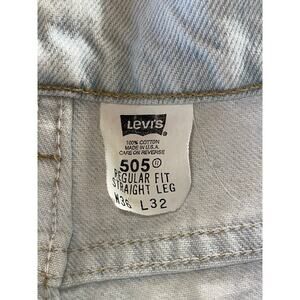 Levi's
100% COTTON
MADE IN U.S.A.
CARE ON REVERSE
505
REGULAR FIT
STRAIGHT LEG
W36 L32